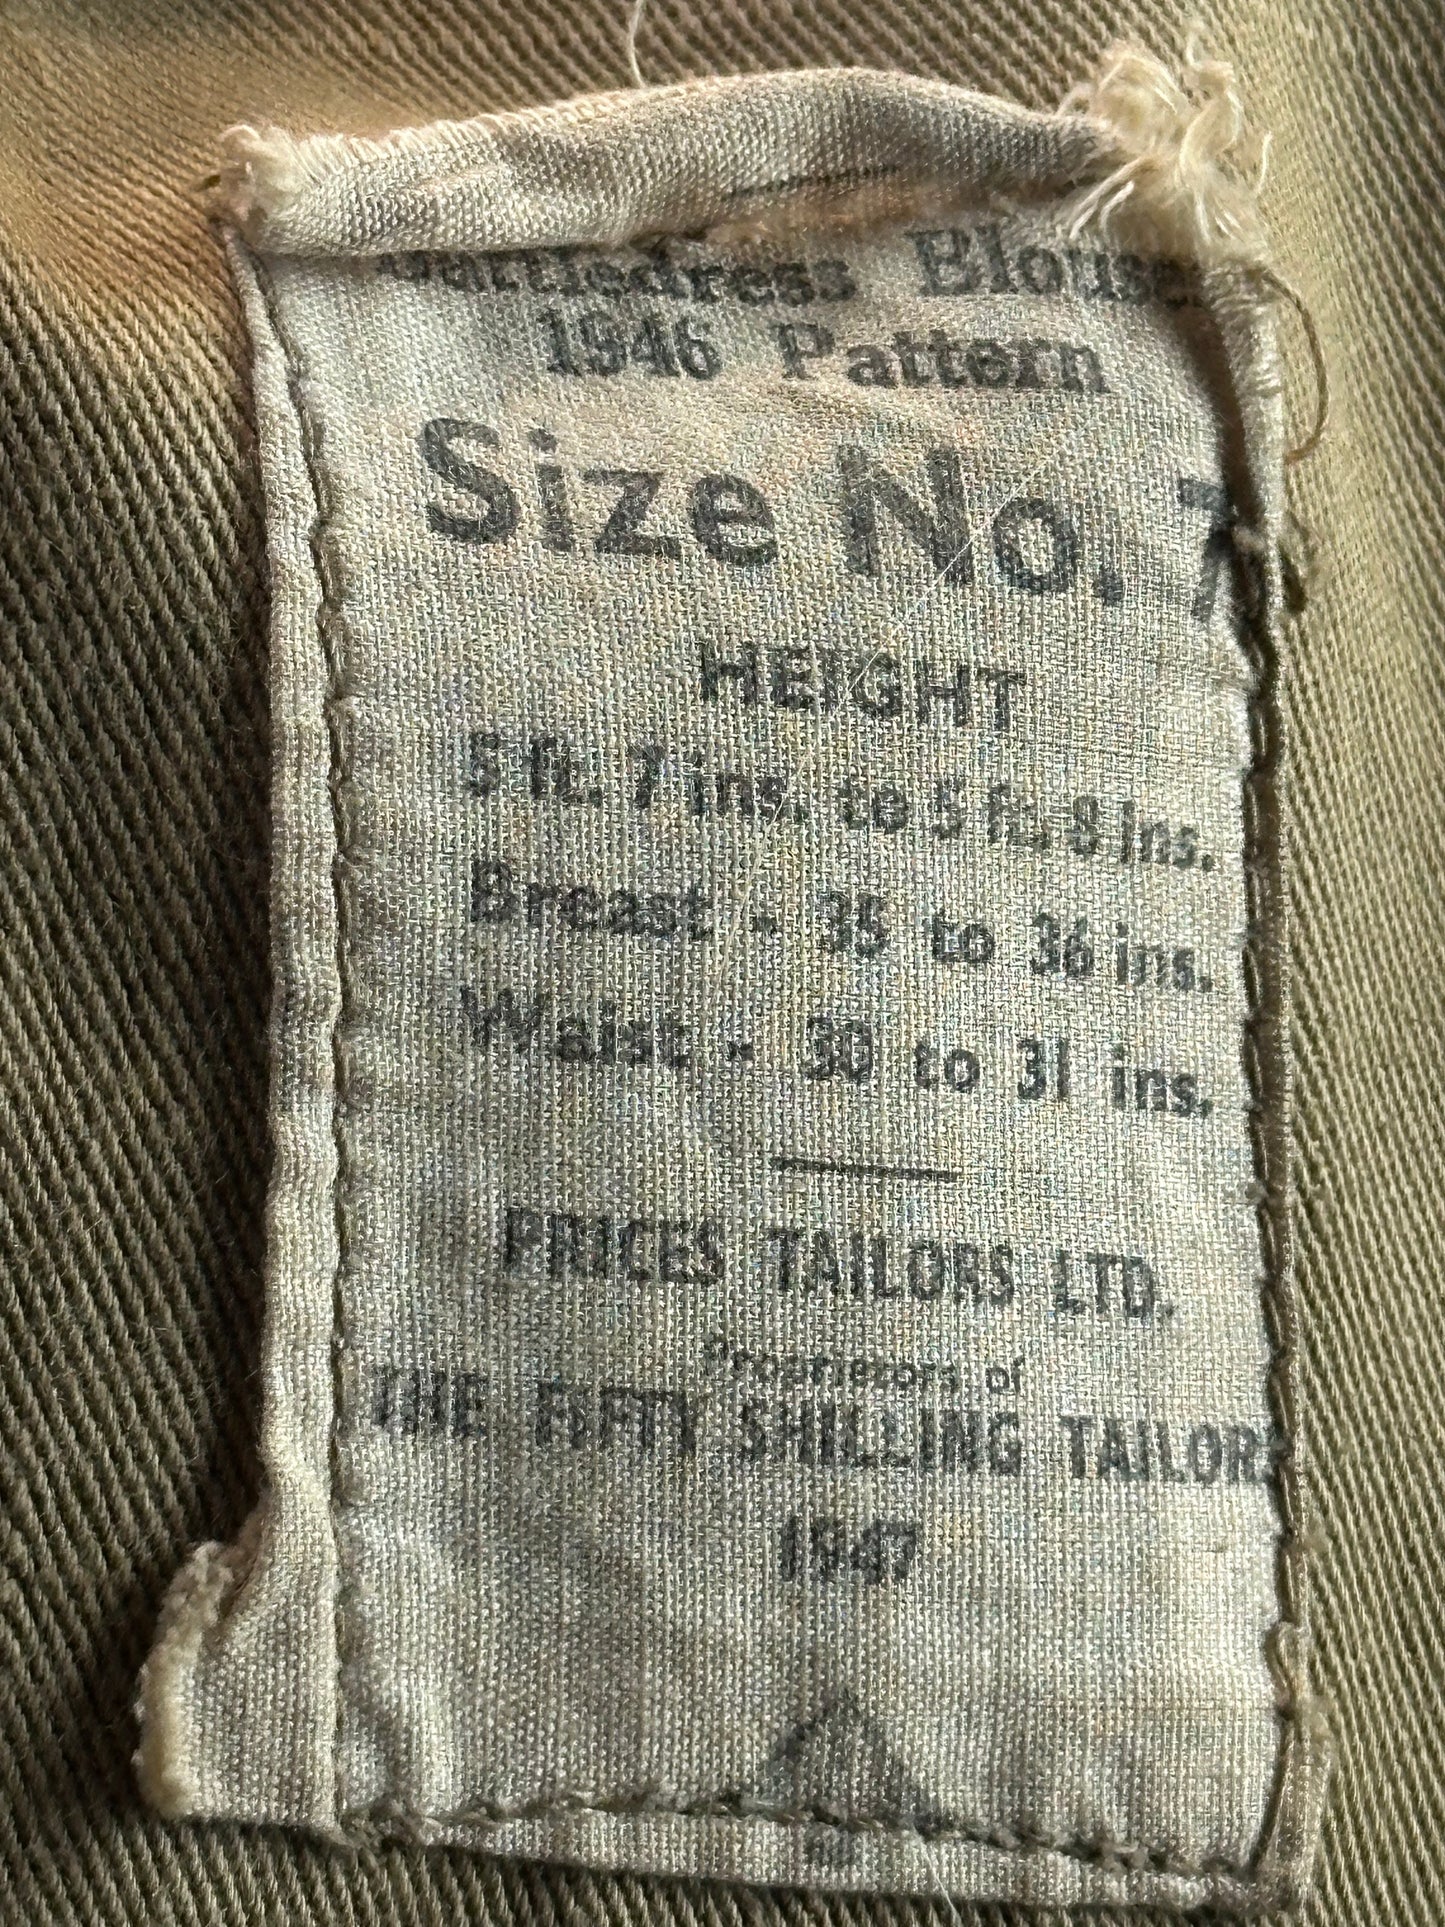 Battledress Blouse
1946 Pattern
Size No. 7
HEIGHT
5 ft. 7 ins. to 5 ft. 8 ins.
Breast - 35 to 36 ins.
Waist - 30 to 31 ins.
PRICES TAILORS LTD.
Proprietors of
THE FIFTY SHILLING TAILOR
1947